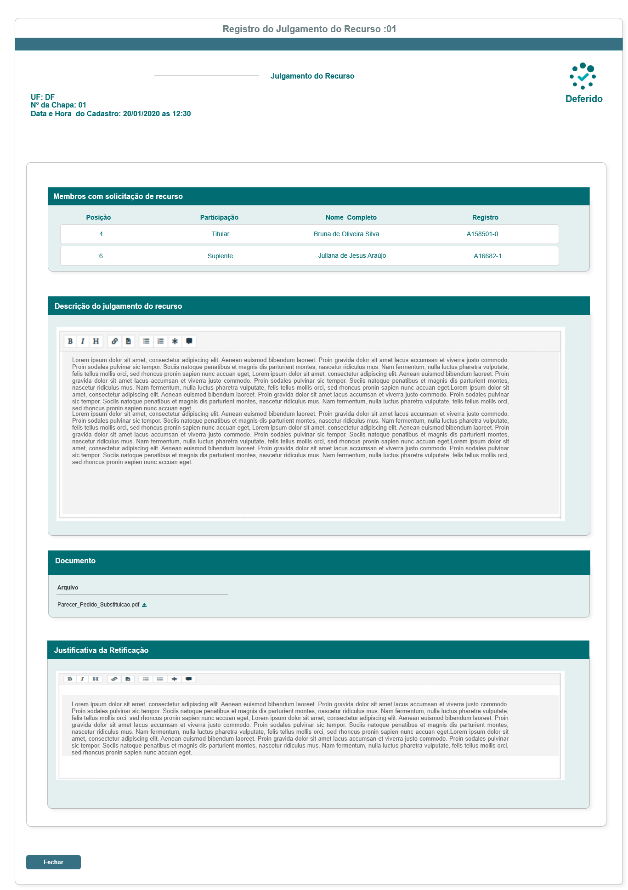 Registro do Julgamento do Recurso :01
Julgamento do Recurso
Deferido
UF: DF
Nº da Chapa: 01
Data e Hora do Cadastro: 20/01/2020 as 12:30
Membros com solicitação de recurso
Posição Participação Nome Completo Registro
4 Titular Bruna de Oliveira Silva A158501-0
6 Suplente Juliana de Jesus Araújo A16682-1
Descrição do julgamento do recurso
B I H
Lorem ipsum dolor sit amet, consectetur adipiscing elit. Aenean euismod bibendum laoreet. Proin gravida dolor sit amet lacus accumsan et viverra justo commodo.
Proin sodales pulvinar sic tempor. Sociis natoque penatibus et magnis dis parturient montes, nascetur ridiculus mus. Nam fermentum, nulla luctus pharetra vulputate,
felis tellus mollis orci, sed rhoncus pronin sapien nunc accuan eget. Lorem ipsum dolor sit amet, consectetur adipiscing elit. Aenean euismod bibendum laoreet. Proin
gravida dolor sit amet lacus accumsan et viverra justo commodo. Proin sodales pulvinar sic tempor. Sociis natoque penatibus et magnis dis parturient montes,
nascetur ridiculus mus. Nam fermentum, nulla luctus pharetra vulputate, felis tellus mollis orci, sed rhoncus pronin sapien nunc accuan eget.Lorem ipsum dolor sit
amet, consectetur adipiscing elit. Aenean euismod bibendum laoreet. Proin gravida dolor sit amet lacus accumsan et viverra justo commodo. Proin sodales pulvinar
sic tempor. Sociis natoque penatibus et magnis dis parturient montes, nascetur ridiculus mus. Nam fermentum, nulla luctus pharetra vulputate, felis tellus mollis orci,
sed rhoncus pronin sapien nunc accuan eget.
Lorem ipsum dolor sit amet, consectetur adipiscing elit. Aenean euismod bibendum laoreet. Proin gravida dolor sit amet lacus accumsan et viverra justo commodo.
Proin sodales pulvinar sic tempor. Sociis natoque penatibus et magnis dis parturient montes, nascetur ridiculus mus. Nam fermentum, nulla luctus pharetra vulputate,
felis tellus mollis orci, sed rhoncus pronin sapien nunc accuan eget. Lorem ipsum dolor sit amet, consectetur adipiscing elit. Aenean euismod bibendum laoreet. Proin
gravida dolor sit amet lacus accumsan et viverra justo commodo. Proin sodales pulvinar sic tempor. Sociis natoque penatibus et magnis dis parturient montes,
nascetur ridiculus mus. Nam fermentum, nulla luctus pharetra vulputate, felis tellus mollis orci, sed rhoncus pronin sapien nunc accuan eget.Lorem ipsum dolor sit
amet, consectetur adipiscing elit. Aenean euismod bibendum laoreet. Proin gravida dolor sit amet lacus accumsan et viverra justo commodo. Proin sodales pulvinar
sic tempor. Sociis natoque penatibus et magnis dis parturient montes, nascetur ridiculus mus. Nam fermentum, nulla luctus pharetra vulputate, felis tellus mollis orci,
sed rhoncus pronin sapien nunc accuan eget.
Documento
Arquivo
Parecer_Pedido_Substituicao.pdf
Justificativa da Retificação
B I H
Lorem ipsum dolor sit amet, consectetur adipiscing elit. Aenean euismod bibendum laoreet. Proin gravida dolor sit amet lacus accumsan et viverra justo commodo.
Proin sodales pulvinar sic tempor. Sociis natoque penatibus et magnis dis parturient montes, nascetur ridiculus mus. Nam fermentum, nulla luctus pharetra vulputate,
felis tellus mollis orci, sed rhoncus pronin sapien nunc accuan eget. Lorem ipsum dolor sit amet, consectetur adipiscing elit. Aenean euismod bibendum laoreet. Proin
gravida dolor sit amet lacus accumsan et viverra justo commodo. Proin sodales pulvinar sic tempor. Sociis natoque penatibus et magnis dis parturient montes,
nascetur ridiculus mus. Nam fermentum, nulla luctus pharetra vulputate, felis tellus mollis orci, sed rhoncus pronin sapien nunc accuan eget.Lorem ipsum dolor sit
amet, consectetur adipiscing elit. Aenean euismod bibendum laoreet. Proin gravida dolor sit amet lacus accumsan et viverra justo commodo. Proin sodales pulvinar
sic tempor. Sociis natoque penatibus et magnis dis parturient montes, nascetur ridiculus mus. Nam fermentum, nulla luctus pharetra vulputate, felis tellus mollis orci,
sed rhoncus pronin sapien nunc accuan eget.
Fechar